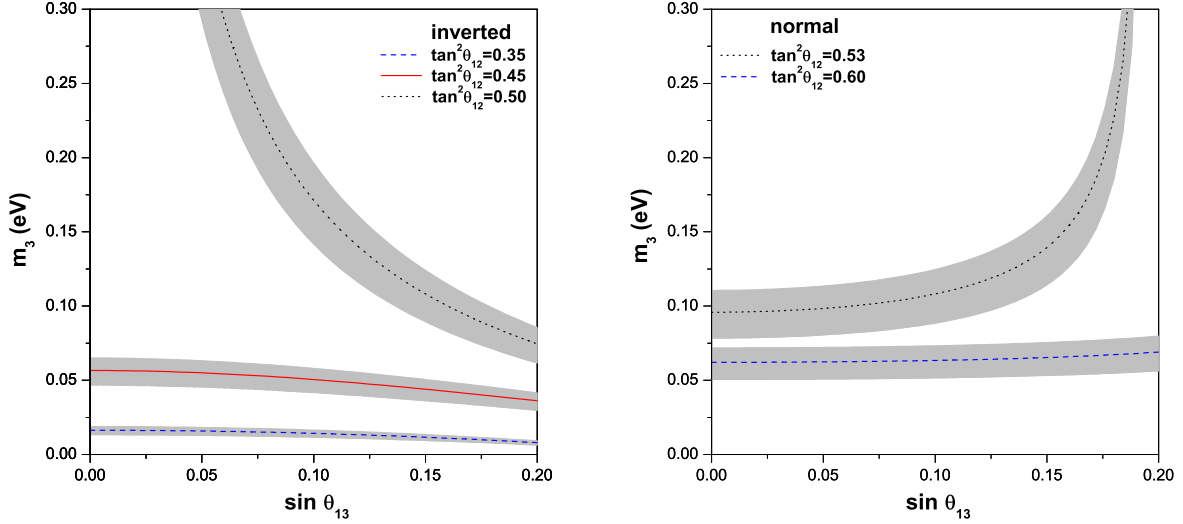 inverted
tan²θ₁₂=0.35
tan²θ₁₂=0.45
tan²θ₁₂=0.50
0.30
0.25
0.20
0.15
0.10
0.05
0.00
m₃ (eV)
0.00 0.05 0.10 0.15 0.20
sin θ₁₃
normal
tan²θ₁₂=0.53
tan²θ₁₂=0.60
0.30
0.25
0.20
0.15
0.10
0.05
0.00
m₃ (eV)
0.00 0.05 0.10 0.15 0.20
sin θ₁₃